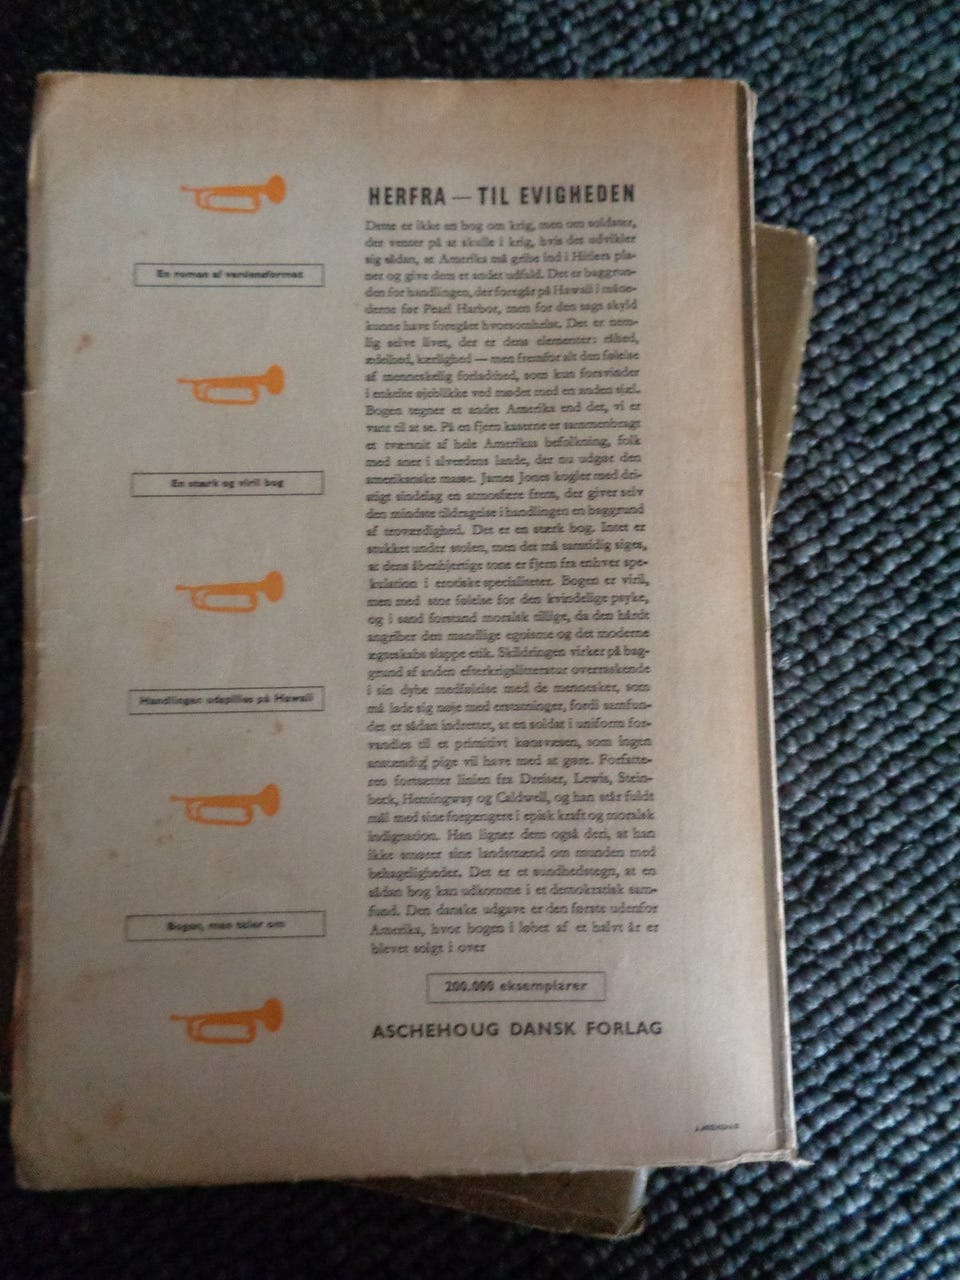 HERFRA — TIL EVIGHEDEN
Dette er ikke en bog om krig, men om soldater,
der venter på at skulle i krig, hvis det udvikler
sig sådan, at Amerika må gribe ind i Hitlers pla-
ner og give dem et andet udfald. Det er baggrun-
den for handlingen, der foregår på Hawaii i måne-
derne før Pearl Harbor, men for den sags skyld
kunne have foregået hvorsomhelst. Det er nem-
lig selve livet, der er dens elementer: råhed,
ædelhed, kærlighed — men fremfor alt den følelse
af menneskelig forladthed, som kun forsvinder
i enkelte øjeblikke ved mødet med en anden sjæl.
Bogen tegner et andet Amerika end det, vi er
vant til at se. På en fjern kaserne er sammenbragt
et tværsnit af hele Amerikas befolkning, folk
med aner i alverdens lande, der nu udgør den
amerikanske masse. James Jones kogler med dri-
stigt sindelag en atmosfære frem, der giver selv
den mindste tildragelse i handlingen en baggrund
af troværdighed. Det er en stærk bog. Intet er
stukket under stolen, men det må samtidig siges,
at dens åbenhjertige tone er fjern fra enhver spe-
kulation i erotiske specialiteter. Bogen er viril,
men med stor følelse for den kvindelige psyke,
og i sand forstand moralsk tillige, da den hårdt
angriber den mandlige egoisme og det moderne
ægteskabs slappe etik. Skildringen virker på bag-
grund af anden efterkrigslitteratur overraskende
i sin dybe medfølelse med de mennesker, som
må lade sig nøje med erstatninger, fordi samfun-
det er sådan indrettet, at en soldat i uniform for-
vandles til et primitivt kønsvæsen, som ingen
anstændig pige vil have med at gøre. Forfatte-
ren fortsætter linien fra Dreiser, Lewis, Stein-
beck, Hemingway og Caldwell, og han står fuldt
mål med sine forgængere i episk kraft og moralsk
indignation. Han ligner dem også deri, at han
ikke smører sine landsmænd om munden med
behageligheder. Det er et sundhedstegn, at en
sådan bog kan udkomme i et demokratisk sam-
fund. Den danske udgave er den første udenfor
Amerika, hvor bogen i løbet af et halvt år er
blevet solgt i over
200.000 eksemplarer
ASCHEHOUG DANSK FORLAG
En roman af verdensformat
En stærk og viril bog
Handlingen udspilles på Hawaii
Bogen, man taler om